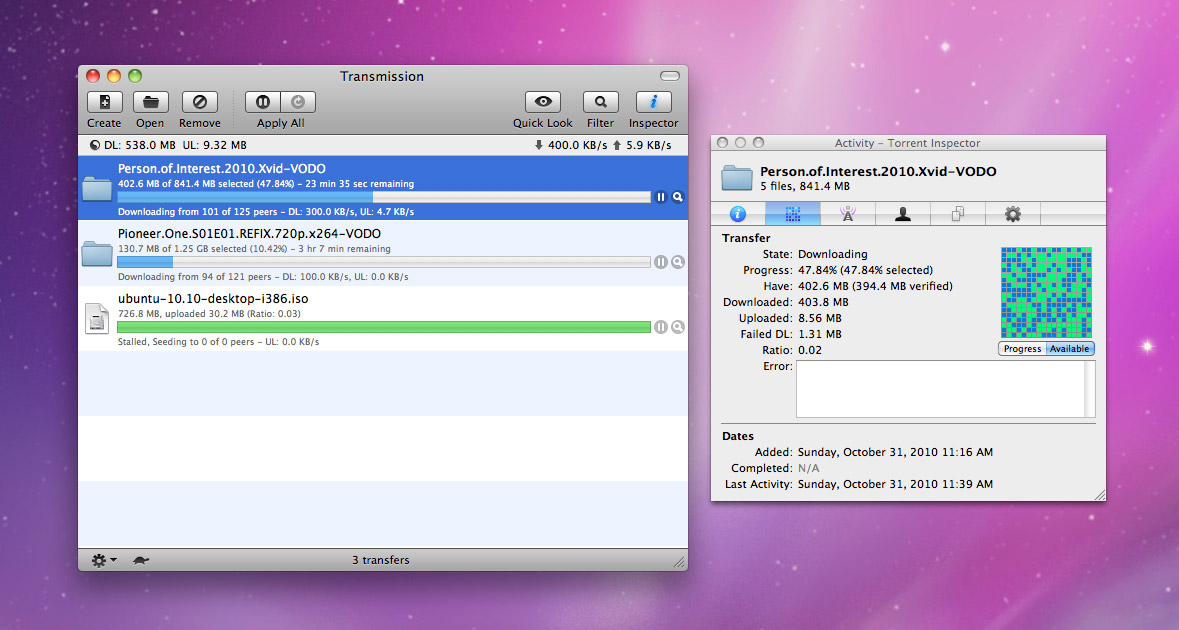 Transmission
Create Open Remove Apply All Quick Look Filter Inspector
DL: 538.0 MB UL: 9.32 MB 400.0 KB/s 5.9 KB/s
Person.of.Interest.2010.Xvid-VODO
402.6 MB of 841.4 MB selected (47.84%) - 23 min 35 sec remaining
Downloading from 101 of 125 peers - DL: 300.0 KB/s, UL: 4.7 KB/s
Pioneer.One.S01E01.REFIX.720p.x264-VODO
130.7 MB of 1.25 GB selected (10.42%) - 3 hr 7 min remaining
Downloading from 94 of 121 peers - DL: 100.0 KB/s, UL: 0.0 KB/s
ubuntu-10.10-desktop-i386.iso
726.8 MB, uploaded 30.2 MB (Ratio: 0.03)
Stalled, Seeding to 0 of 0 peers - UL: 0.0 KB/s
3 transfers
Activity - Torrent Inspector
Person.of.Interest.2010.Xvid-VODO
5 files, 841.4 MB
Transfer
State: Downloading
Progress: 47.84% (47.84% selected)
Have: 402.6 MB (394.4 MB verified)
Downloaded: 403.8 MB
Uploaded: 8.56 MB
Failed DL: 1.31 MB
Ratio: 0.02
Progress Available
Error:
Dates
Added: Sunday, October 31, 2010 11:16 AM
Completed: N/A
Last Activity: Sunday, October 31, 2010 11:39 AM